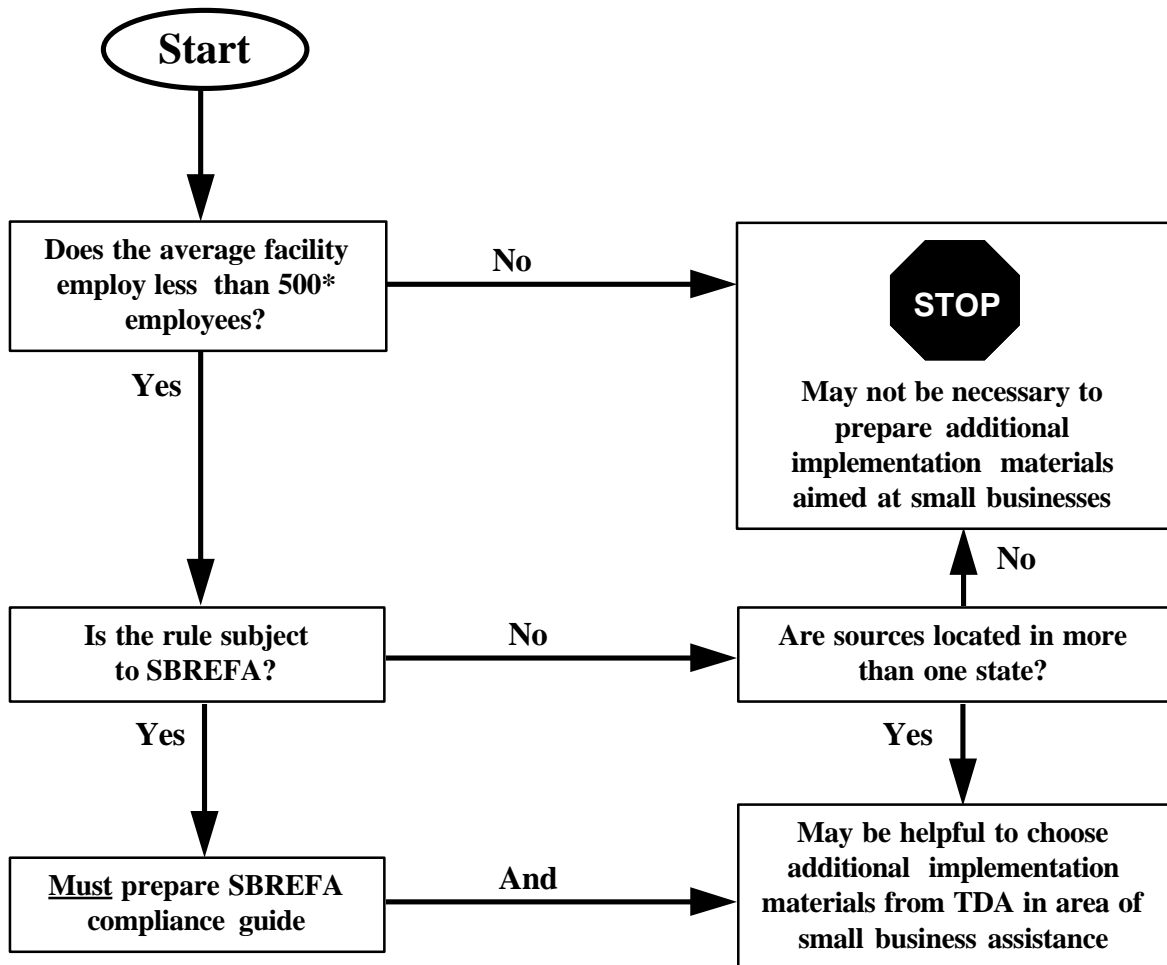 Start
Does the average facility
employ less than 500*
employees?
No
STOP
May not be necessary to
prepare additional
implementation materials
aimed at small businesses
Yes
No
Is the rule subject
to SBREFA?
No
Are sources located in more
than one state?
Yes
Yes
Must prepare SBREFA
compliance guide
And
May be helpful to choose
additional implementation
materials from TDA in area of
small business assistance